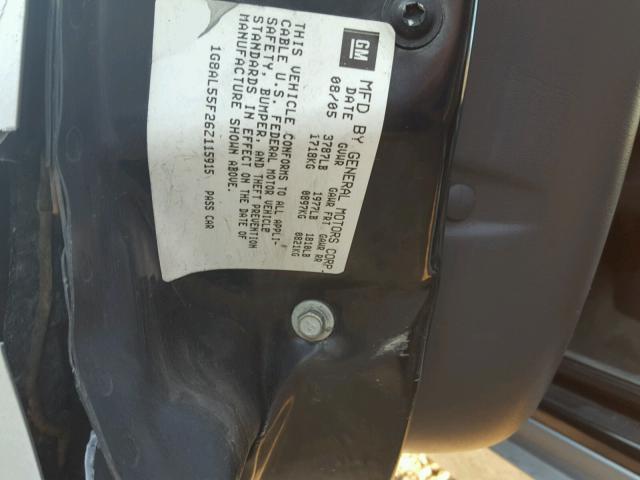 GM MFD BY GENERAL MOTORS CORP.
DATE GVWR GAWR FRT GAWR RR
08/05 3787LB 1977LB 1810LB
1718KG 0897KG 0821KG
THIS VEHICLE CONFORMS TO ALL APPLI-
CABLE U.S. FEDERAL MOTOR VEHICLE
SAFETY, BUMPER, AND THEFT PREVENTION
STANDARDS IN EFFECT ON THE DATE OF
MANUFACTURE SHOWN ABOVE.
1G8AL55F26Z115915 PASS CAR